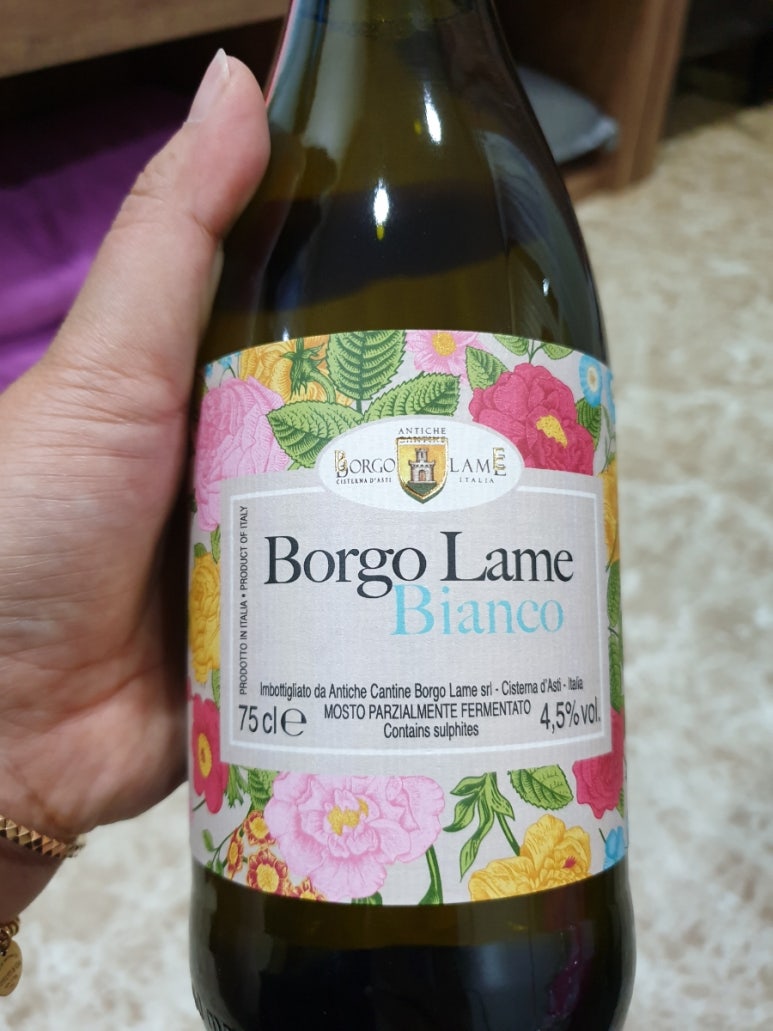 ANTICHE
CANTINE
BORGO LAME
CISTERNA D'ASTI ITALIA
PRODOTTO IN ITALIA • PRODUCT OF ITALY
Borgo Lame
Bianco
Imbottigliato da Antiche Cantine Borgo Lame srl - Cisterna d'Asti - Italia
75 cl e MOSTO PARZIALMENTE FERMENTATO 4,5% vol.
Contains sulphites